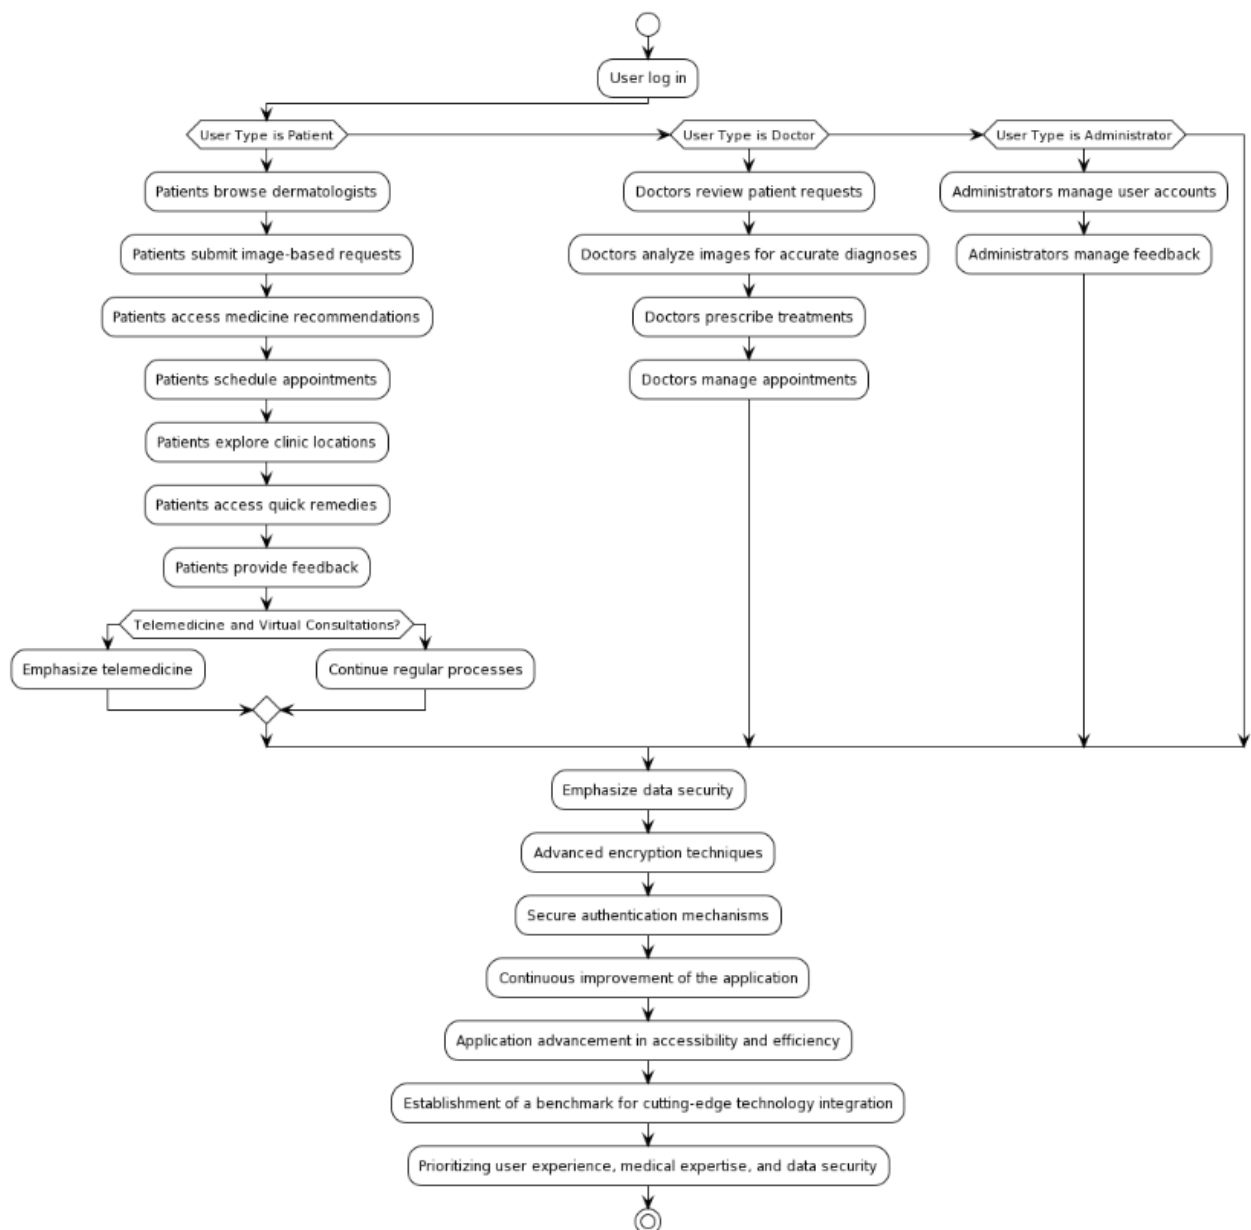 User log in
User Type is Patient
User Type is Doctor
User Type is Administrator
Patients browse dermatologists
Doctors review patient requests
Administrators manage user accounts
Patients submit image-based requests
Doctors analyze images for accurate diagnoses
Administrators manage feedback
Patients access medicine recommendations
Doctors prescribe treatments
Patients schedule appointments
Doctors manage appointments
Patients explore clinic locations
Patients access quick remedies
Patients provide feedback
Telemedicine and Virtual Consultations?
Emphasize telemedicine
Continue regular processes
Emphasize data security
Advanced encryption techniques
Secure authentication mechanisms
Continuous improvement of the application
Application advancement in accessibility and efficiency
Establishment of a benchmark for cutting-edge technology integration
Prioritizing user experience, medical expertise, and data security